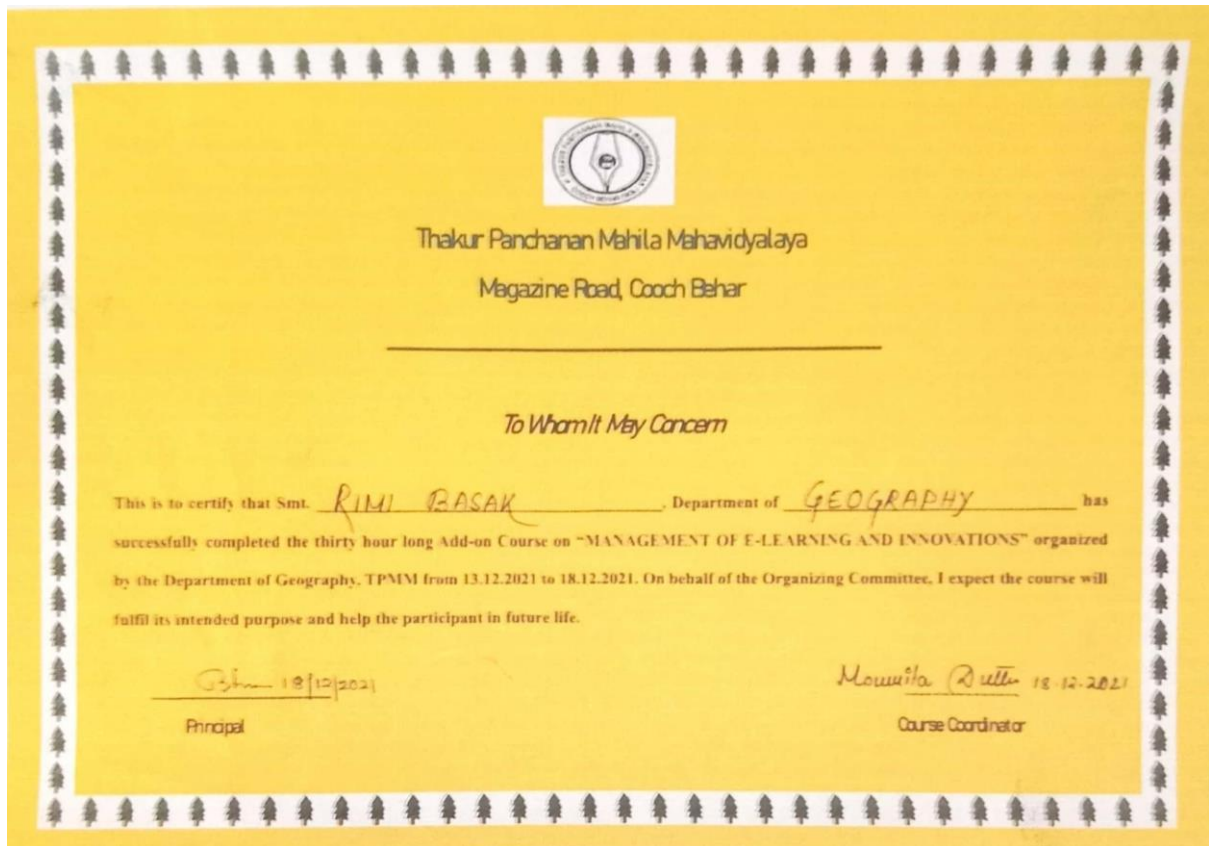 Thakur Panchanan Mahila Mahavidyalaya
Magazine Road, Cooch Behar
To Whom It May Concern
This is to certify that Smt. RIMI BASAK, Department of GEOGRAPHY has
successfully completed the thirty hour long Add-on Course on “MANAGEMENT OF E-LEARNING AND INNOVATIONS” organized
by the Department of Geography, TPMM from 13.12.2021 to 18.12.2021. On behalf of the Organizing Committee, I expect the course will
fulfil its intended purpose and help the participant in future life.
18/12/2021 Moumita Dutta 18-12-2021
Principal Course Coordinator